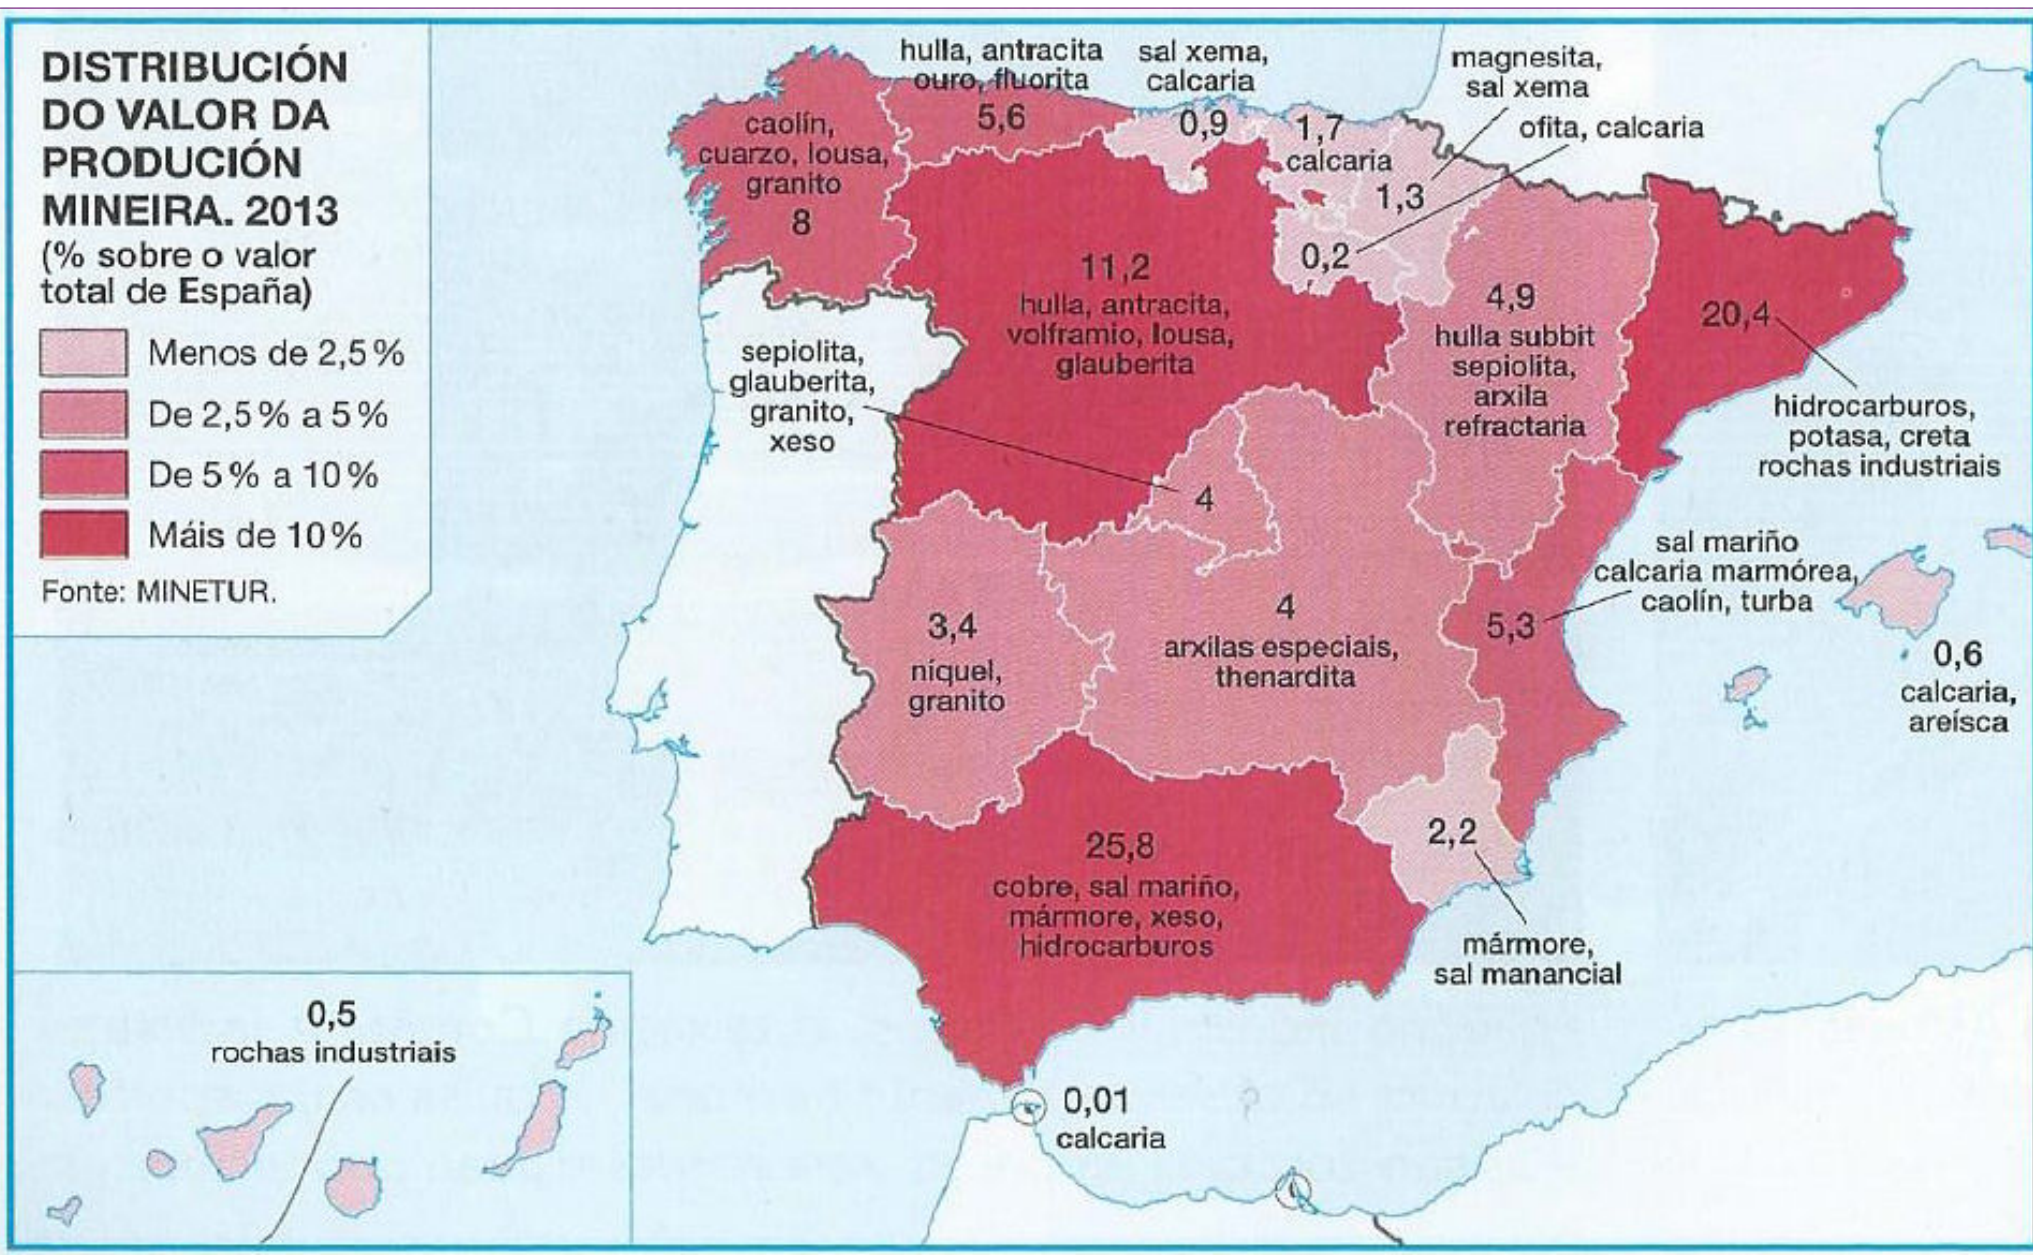 DISTRIBUCIÓN
DO VALOR DA
PRODUCIÓN
MINEIRA. 2013
(% sobre o valor
total de España)
Menos de 2,5%
De 2,5% a 5%
De 5% a 10%
Máis de 10%
Fonte: MINETUR.
hulla, antracita
ouro, fluorita
5,6
sal xema,
calcaria
0,9
magnesita,
sal xema
1,3
ofita, calcaria
0,2
1,7
calcaria
caolín,
cuarzo, lousa,
granito
8
11,2
hulla, antracita,
volframio, lousa,
glauberita
4,9
hulla subbit
sepiolita,
arxila
refractaria
20,4
hidrocarburos,
potasa, creta
rochas industriais
sepiolita,
glauberita,
granito,
xeso
4
sal mariño
calcaria marmórea,
caolín, turba
5,3
3,4
níquel,
granito
4
arxilas especiais,
thenardita
0,6
calcaria,
areísca
25,8
cobre, sal mariño,
mármore, xeso,
hidrocarburos
2,2
mármore,
sal manancial
0,5
rochas industriais
0,01
calcaria